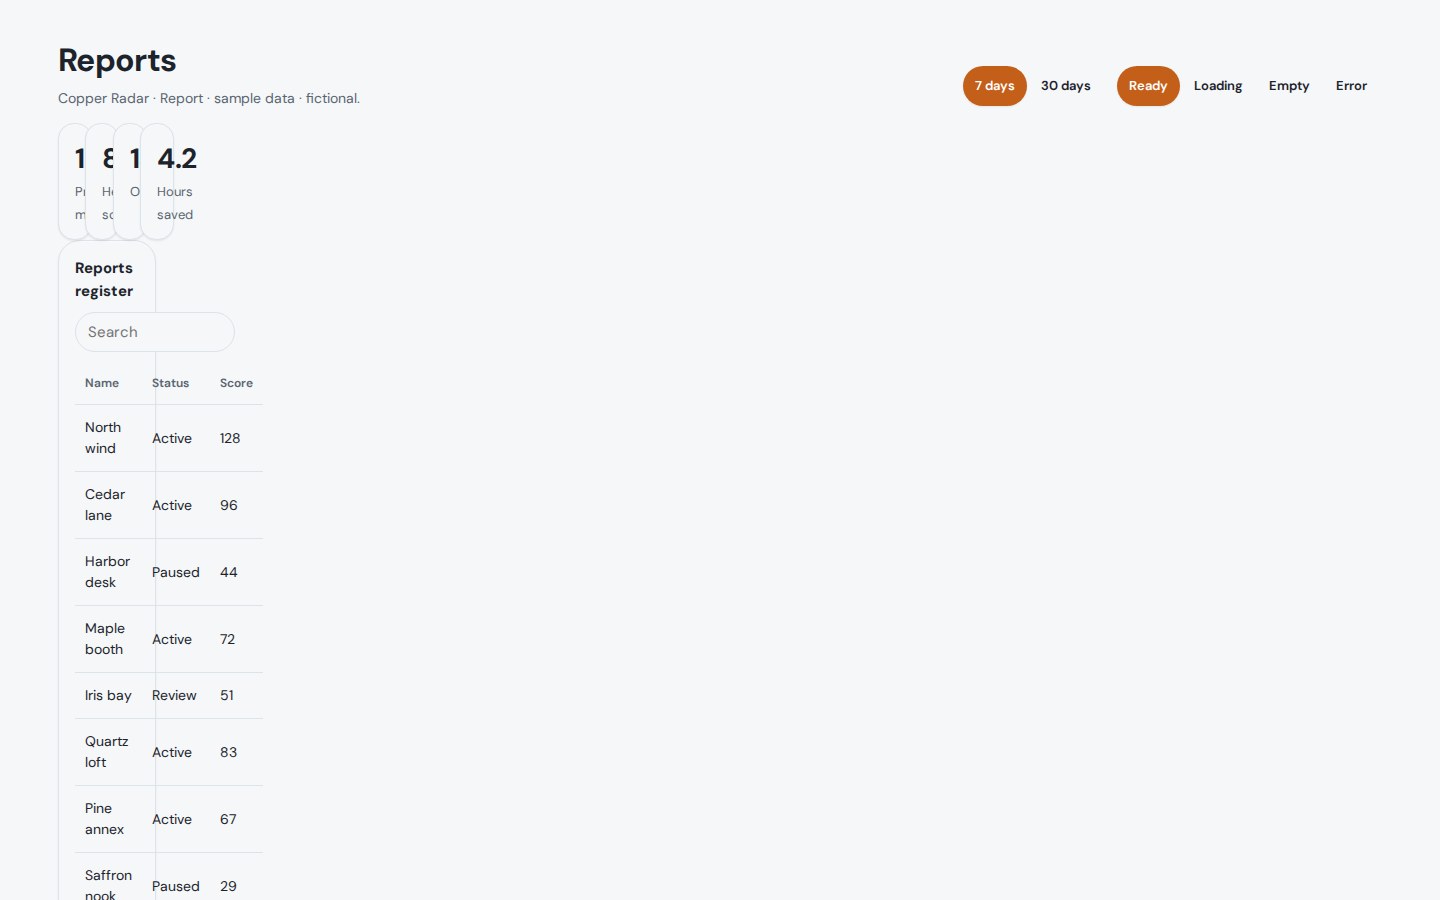 Reports
Copper Radar · Report · sample data · fictional.
7 days 30 days Ready Loading Empty Error
4.2
Hours
saved
Reports
register
Search
Name Status Score
North
wind
Active 128
Cedar
lane
Active 96
Harbor
desk
Paused 44
Maple
booth
Active 72
Iris bay Review 51
Quartz
loft
Active 83
Pine
annex
Active 67
Saffron
nook
Paused 29